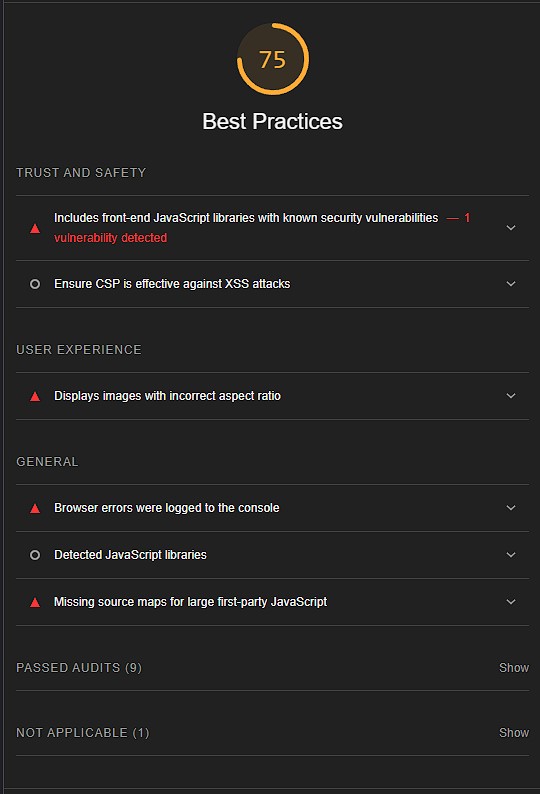 75
Best Practices
TRUST AND SAFETY
Includes front-end JavaScript libraries with known security vulnerabilities — 1
vulnerability detected
Ensure CSP is effective against XSS attacks
USER EXPERIENCE
Displays images with incorrect aspect ratio
GENERAL
Browser errors were logged to the console
Detected JavaScript libraries
Missing source maps for large first-party JavaScript
PASSED AUDITS (9) Show
NOT APPLICABLE (1) Show